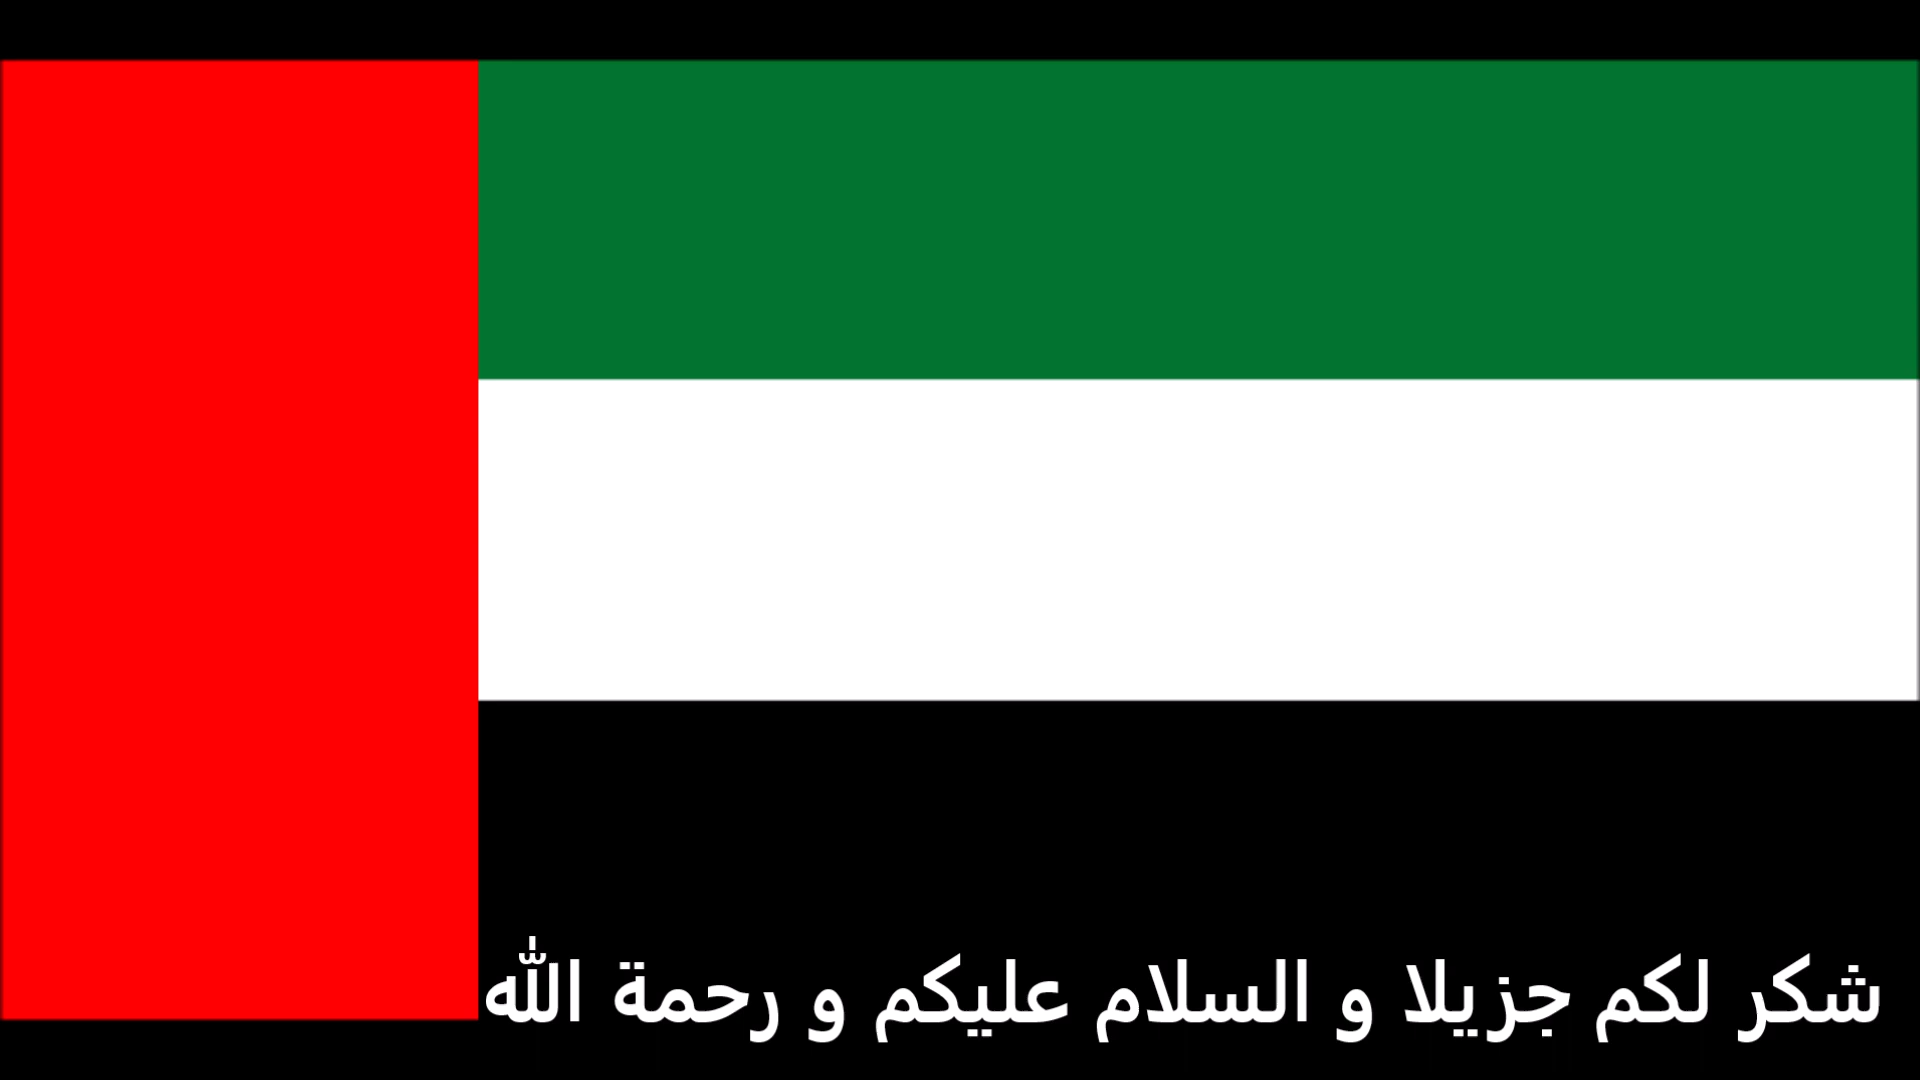 شكر لكم جزيلا و السلام عليكم و رحمة الله